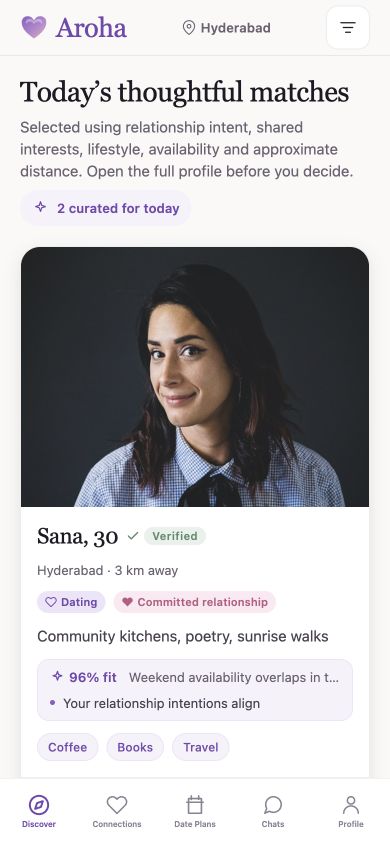 Aroha
Hyderabad
Today’s thoughtful matches
Selected using relationship intent, shared
interests, lifestyle, availability and approximate
distance. Open the full profile before you decide.
2 curated for today
Sana, 30 Verified
Hyderabad · 3 km away
Dating Committed relationship
Community kitchens, poetry, sunrise walks
96% fit Weekend availability overlaps in t...
• Your relationship intentions align
Coffee Books Travel
Discover Connections Date Plans Chats Profile